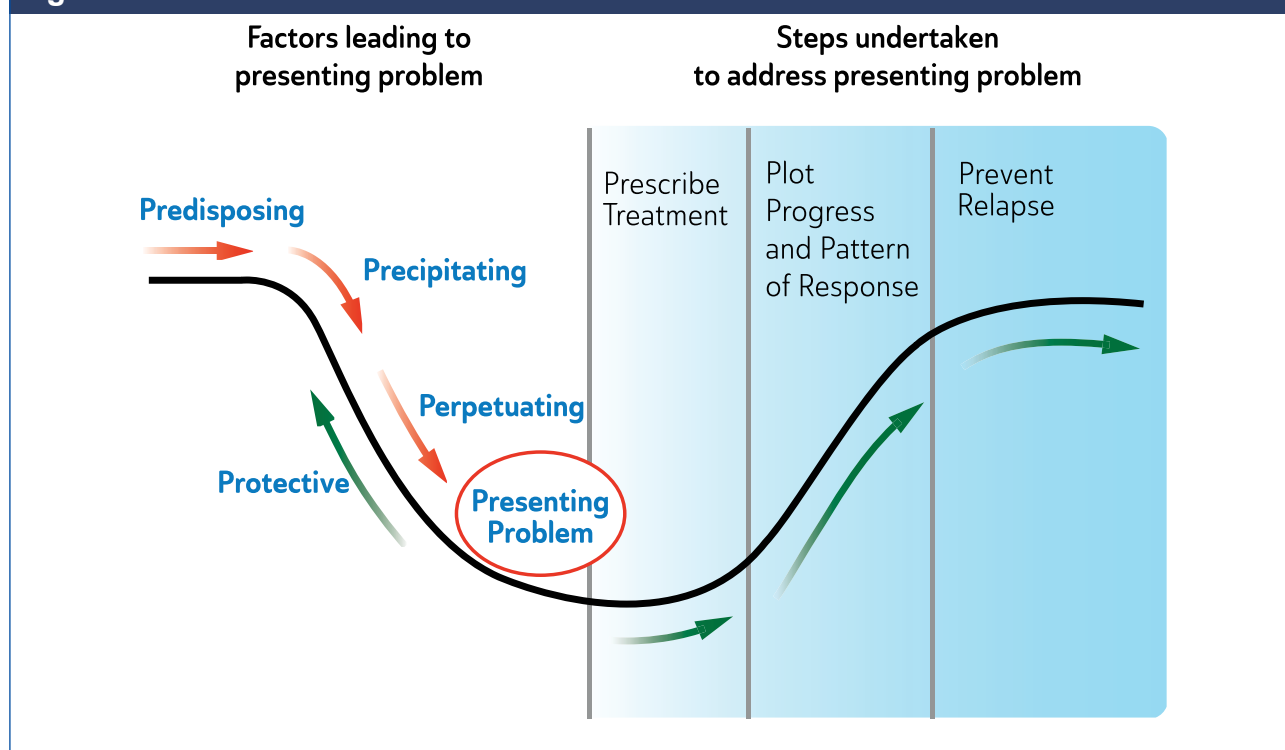 Factors leading to
presenting problem
Steps undertaken
to address presenting problem
Predisposing
Precipitating
Perpetuating
Protective
Presenting
Problem
Prescribe
Treatment
Plot
Progress
and Pattern
of Response
Prevent
Relapse